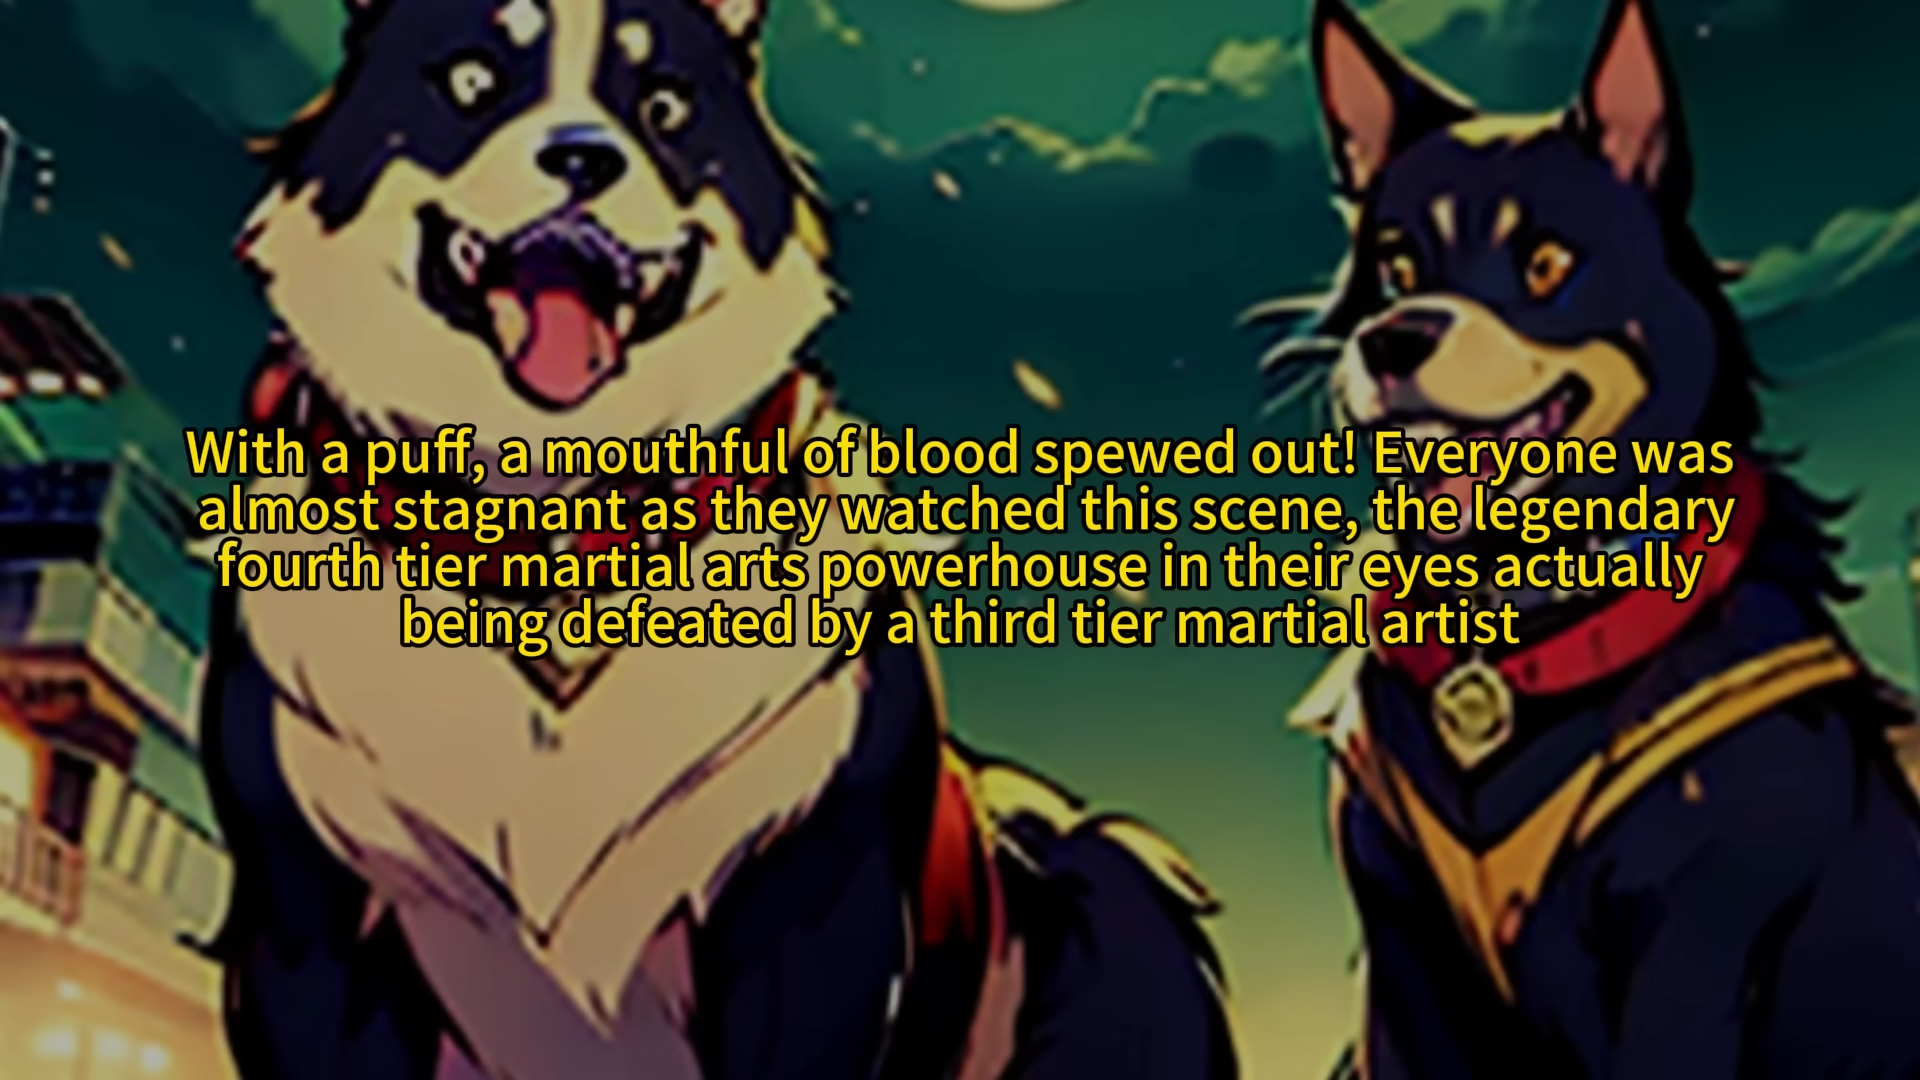 With a puff, a mouthful of blood spewed out! Everyone was
almost stagnant as they watched this scene, the legendary
fourth tier martial arts powerhouse in their eyes actually
being defeated by a third tier martial artist